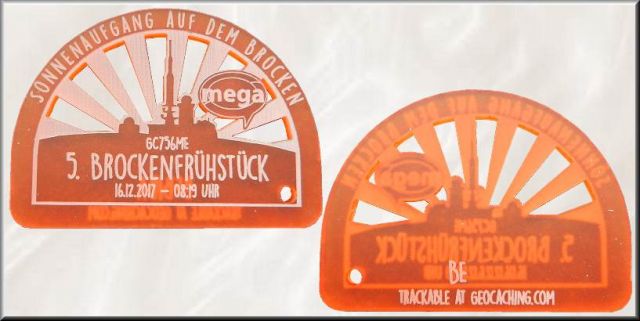 SONNENAUFGANG AUF DEM BROCKEN
mega
GC756ME
5. BROCKENFRÜHSTÜCK
16.12.2017 – 08:19 UHR
BE
TRACKABLE AT GEOCACHING.COM